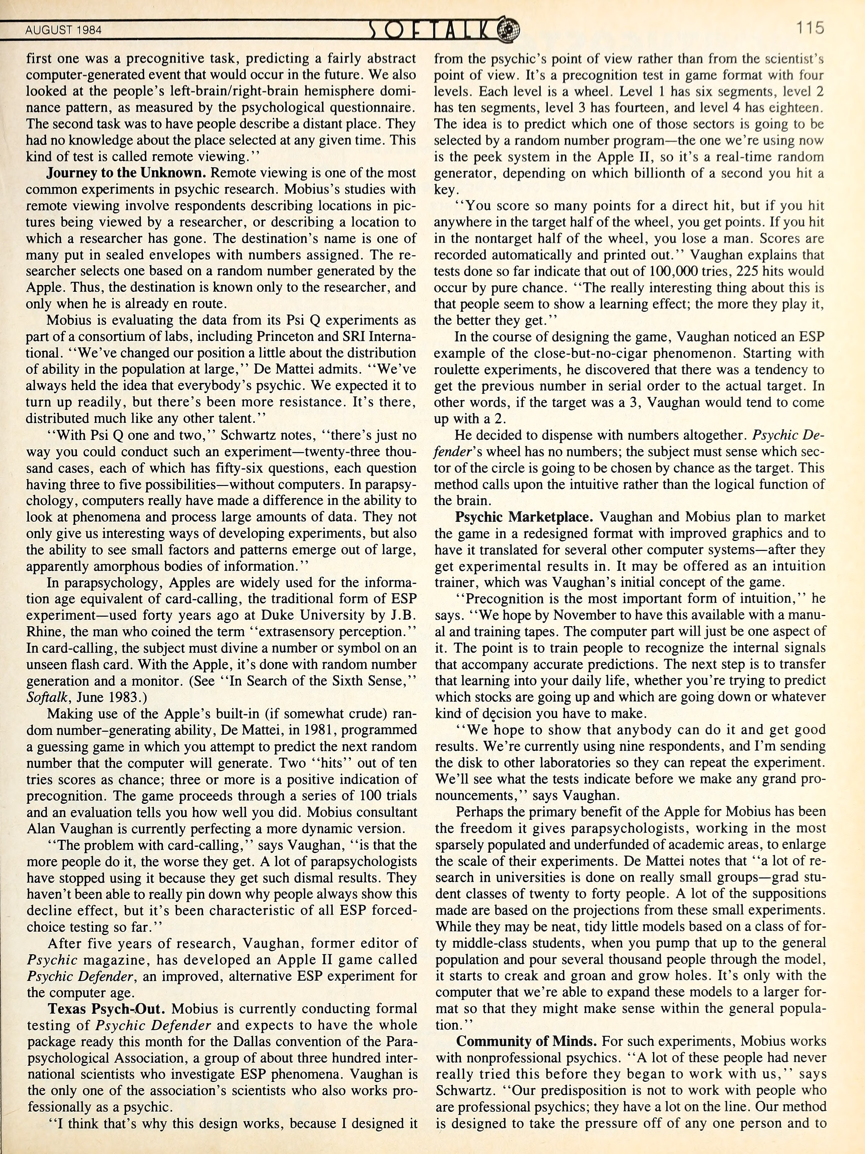 AUGUST 1984
SOFTALK
115
first one was a precognitive task, predicting a fairly abstract
computer-generated event that would occur in the future. We also
looked at the people's left-brain/right-brain hemisphere domi-
nance pattern, as measured by the psychological questionnaire.
The second task was to have people describe a distant place. They
had no knowledge about the place selected at any given time. This
kind of test is called remote viewing.''
Journey to the Unknown. Remote viewing is one of the most
common experiments in psychic research. Mobius's studies with
remote viewing involve respondents describing locations in pic-
tures being viewed by a researcher, or describing a location to
which a researcher has gone. The destination's name is one of
many put in sealed envelopes with numbers assigned. The re-
searcher selects one based on a random number generated by the
Apple. Thus, the destination is known only to the researcher, and
only when he is already en route.
Mobius is evaluating the data from its Psi Q experiments as
part of a consortium of labs, including Princeton and SRI Interna-
tional. ''We've changed our position a little about the distribution
of ability in the population at large,'' De Mattei admits. ''We've
always held the idea that everybody's psychic. We expected it to
turn up readily, but there's been more resistance. It's there,
distributed much like any other talent.''
''With Psi Q one and two,'' Schwartz notes, ''there's just no
way you could conduct such an experiment—twenty-three thou-
sand cases, each of which has fifty-six questions, each question
having three to five possibilities—without computers. In parapsy-
chology, computers really have made a difference in the ability to
look at phenomena and process large amounts of data. They not
only give us interesting ways of developing experiments, but also
the ability to see small factors and patterns emerge out of large,
apparently amorphous bodies of information.''
In parapsychology, Apples are widely used for the informa-
tion age equivalent of card-calling, the traditional form of ESP
experiment—used forty years ago at Duke University by J.B.
Rhine, the man who coined the term ''extrasensory perception.''
In card-calling, the subject must divine a number or symbol on an
unseen flash card. With the Apple, it's done with random number
generation and a monitor. (See ''In Search of the Sixth Sense,''
Softalk, June 1983.)
Making use of the Apple's built-in (if somewhat crude) ran-
dom number-generating ability, De Mattei, in 1981, programmed
a guessing game in which you attempt to predict the next random
number that the computer will generate. Two ''hits'' out of ten
tries scores as chance; three or more is a positive indication of
precognition. The game proceeds through a series of 100 trials
and an evaluation tells you how well you did. Mobius consultant
Alan Vaughan is currently perfecting a more dynamic version.
''The problem with card-calling,'' says Vaughan, ''is that the
more people do it, the worse they get. A lot of parapsychologists
have stopped using it because they get such dismal results. They
haven't been able to really pin down why people always show this
decline effect, but it's been characteristic of all ESP forced-
choice testing so far.''
After five years of research, Vaughan, former editor of
Psychic magazine, has developed an Apple II game called
Psychic Defender, an improved, alternative ESP experiment for
the computer age.
Texas Psych-Out. Mobius is currently conducting formal
testing of Psychic Defender and expects to have the whole
package ready this month for the Dallas convention of the Para-
psychological Association, a group of about three hundred inter-
national scientists who investigate ESP phenomena. Vaughan is
the only one of the association's scientists who also works pro-
fessionally as a psychic.
''I think that's why this design works, because I designed it
from the psychic's point of view rather than from the scientist's
point of view. It's a precognition test in game format with four
levels. Each level is a wheel. Level 1 has six segments, level 2
has ten segments, level 3 has fourteen, and level 4 has eighteen.
The idea is to predict which one of those sectors is going to be
selected by a random number program—the one we're using now
is the peek system in the Apple II, so it's a real-time random
generator, depending on which billionth of a second you hit a
key.
''You score so many points for a direct hit, but if you hit
anywhere in the target half of the wheel, you get points. If you hit
in the nontarget half of the wheel, you lose a man. Scores are
recorded automatically and printed out.'' Vaughan explains that
tests done so far indicate that out of 100,000 tries, 225 hits would
occur by pure chance. ''The really interesting thing about this is
that people seem to show a learning effect; the more they play it,
the better they get.''
In the course of designing the game, Vaughan noticed an ESP
example of the close-but-no-cigar phenomenon. Starting with
roulette experiments, he discovered that there was a tendency to
get the previous number in serial order to the actual target. In
other words, if the target was a 3, Vaughan would tend to come
up with a 2.
He decided to dispense with numbers altogether. Psychic De-
fender's wheel has no numbers; the subject must sense which sec-
tor of the circle is going to be chosen by chance as the target. This
method calls upon the intuitive rather than the logical function of
the brain.
Psychic Marketplace. Vaughan and Mobius plan to market
the game in a redesigned format with improved graphics and to
have it translated for several other computer systems—after they
get experimental results in. It may be offered as an intuition
trainer, which was Vaughan's initial concept of the game.
''Precognition is the most important form of intuition,'' he
says. ''We hope by November to have this available with a manu-
al and training tapes. The computer part will just be one aspect of
it. The point is to train people to recognize the internal signals
that accompany accurate predictions. The next step is to transfer
that learning into your daily life, whether you're trying to predict
which stocks are going up and which are going down or whatever
kind of decision you have to make.
''We hope to show that anybody can do it and get good
results. We're currently using nine respondents, and I'm sending
the disk to other laboratories so they can repeat the experiment.
We'll see what the tests indicate before we make any grand pro-
nouncements,'' says Vaughan.
Perhaps the primary benefit of the Apple for Mobius has been
the freedom it gives parapsychologists, working in the most
sparsely populated and underfunded of academic areas, to enlarge
the scale of their experiments. De Mattei notes that ''a lot of re-
search in universities is done on really small groups—grad stu-
dent classes of twenty to forty people. A lot of the suppositions
made are based on the projections from these small experiments.
While they may be neat, tidy little models based on a class of for-
ty middle-class students, when you pump that up to the general
population and pour several thousand people through the model,
it starts to creak and groan and grow holes. It's only with the
computer that we're able to expand these models to a larger for-
mat so that they might make sense within the general popula-
tion.''
Community of Minds. For such experiments, Mobius works
with nonprofessional psychics. ''A lot of these people had never
really tried this before they began to work with us,'' says
Schwartz. ''Our predisposition is not to work with people who
are professional psychics; they have a lot on the line. Our method
is designed to take the pressure off of any one person and to